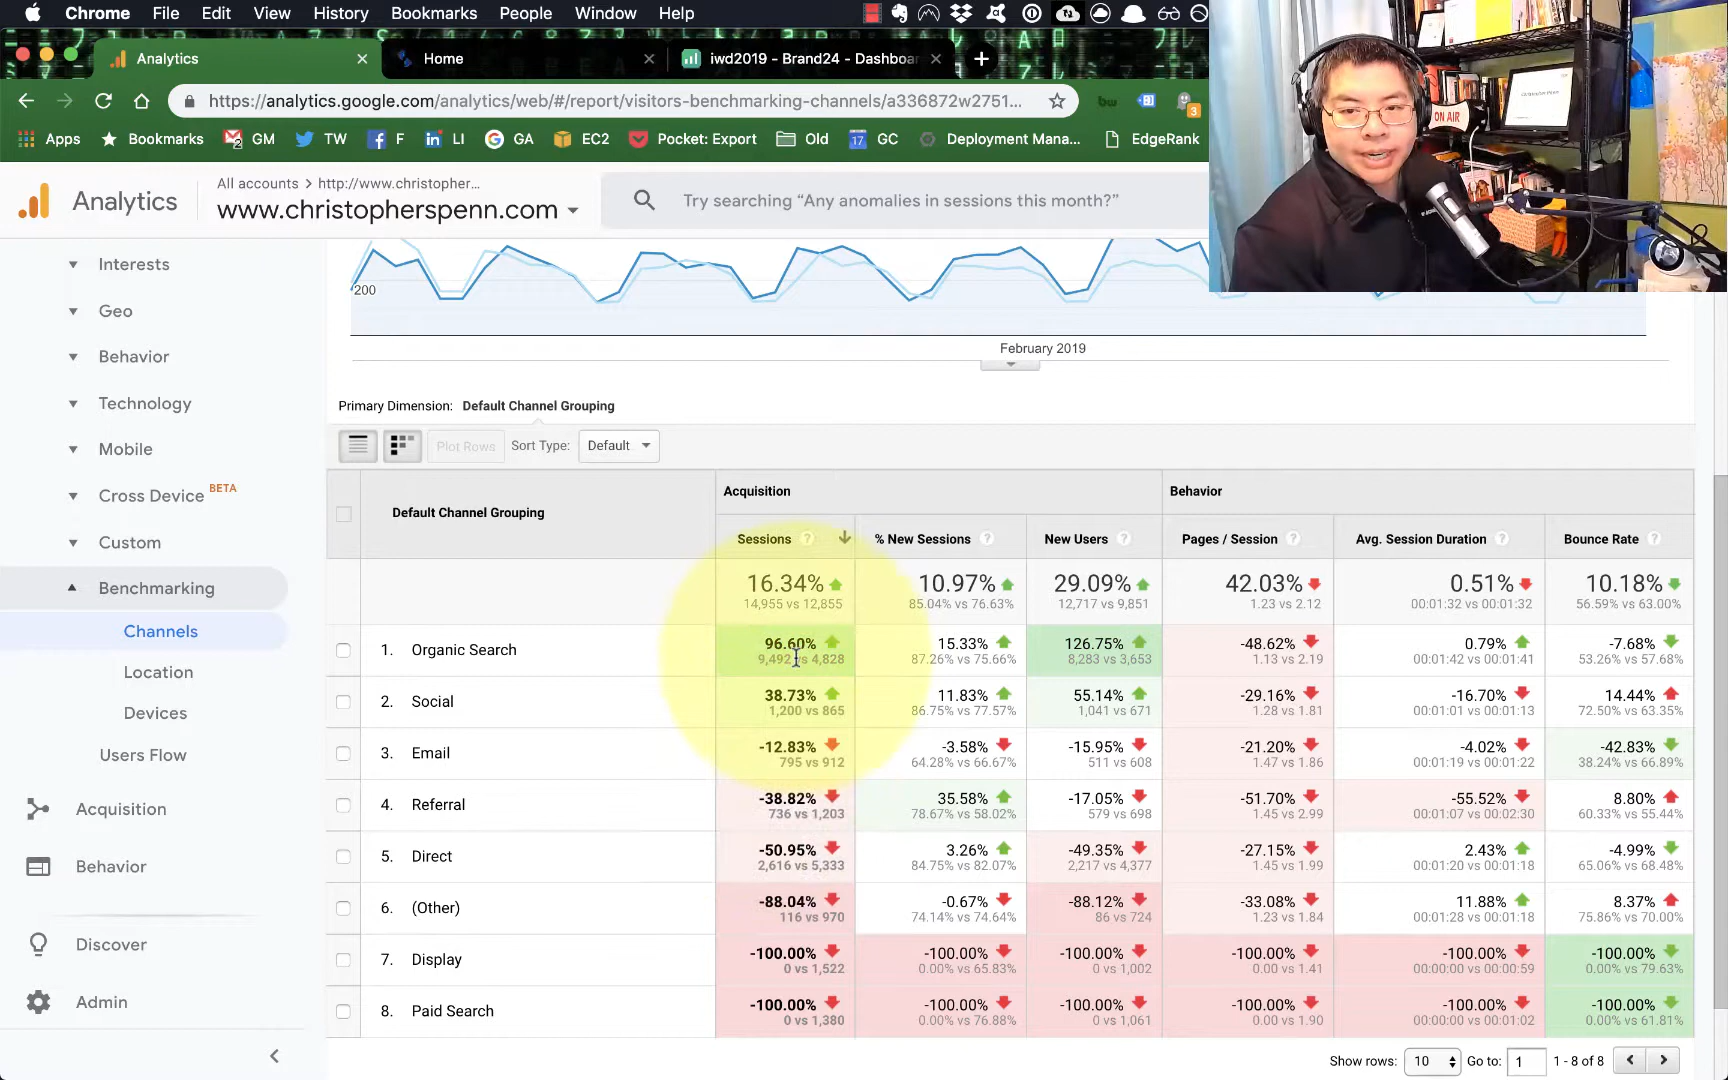 Chrome File Edit View History Bookmarks People Window Help
Analytics
Home
iwd2019 - Brand24 - Dashboar
https://analytics.google.com/analytics/web/#/report/visitors-benchmarking-channels/a336872w2751...
3
Apps Bookmarks GM TW F LI GA EC2 Pocket: Export Old GC Deployment Mana... EdgeRank
2
17
ON AIR
Analytics
All accounts > http://www.christopher...
www.christopherspenn.com
Try searching “Any anomalies in sessions this month?”
Interests
Geo
Behavior
Technology
Mobile
Cross Device BETA
Custom
Benchmarking
Channels
Location
Devices
Users Flow
Acquisition
Behavior
Discover
Admin
200
February 2019
Primary Dimension: Default Channel Grouping
Plot Rows Sort Type: Default
Default Channel Grouping
Acquisition Behavior
Sessions % New Sessions New Users Pages / Session Avg. Session Duration Bounce Rate
16.34% 10.97% 29.09% 42.03% 0.51% 10.18%
14,955 vs 12,855 85.04% vs 76.63% 12,717 vs 9,851 1.23 vs 2.12 00:01:32 vs 00:01:32 56.59% vs 63.00%
1. Organic Search 96.60% 15.33% 126.75% -48.62% 0.79% -7.68%
9,492 vs 4,828 87.26% vs 75.66% 8,283 vs 3,653 1.13 vs 2.19 00:01:42 vs 00:01:41 53.26% vs 57.68%
2. Social 38.73% 11.83% 55.14% -29.16% -16.70% 14.44%
1,200 vs 865 86.75% vs 77.57% 1,041 vs 671 1.28 vs 1.81 00:01:01 vs 00:01:13 72.50% vs 63.35%
3. Email -12.83% -3.58% -15.95% -21.20% -4.02% -42.83%
795 vs 912 64.28% vs 66.67% 511 vs 608 1.47 vs 1.86 00:01:19 vs 00:01:22 38.24% vs 66.89%
4. Referral -38.82% 35.58% -17.05% -51.70% -55.52% 8.80%
736 vs 1,203 78.67% vs 58.02% 579 vs 698 1.45 vs 2.99 00:01:07 vs 00:02:30 60.33% vs 55.44%
5. Direct -50.95% 3.26% -49.35% -27.15% 2.43% -4.99%
2,616 vs 5,333 84.75% vs 82.07% 2,217 vs 4,377 1.45 vs 1.99 00:01:20 vs 00:01:18 65.06% vs 68.48%
6. (Other) -88.04% -0.67% -88.12% -33.08% 11.88% 8.37%
116 vs 970 74.14% vs 74.64% 86 vs 724 1.23 vs 1.84 00:01:28 vs 00:01:18 75.86% vs 70.00%
7. Display -100.00% -100.00% -100.00% -100.00% -100.00% -100.00%
0 vs 1,522 0.00% vs 65.83% 0 vs 1,002 0.00 vs 1.41 00:00:00 vs 00:00:59 0.00% vs 79.63%
8. Paid Search -100.00% -100.00% -100.00% -100.00% -100.00% -100.00%
0 vs 1,380 0.00% vs 76.88% 0 vs 1,061 0.00 vs 1.90 00:00:00 vs 00:01:02 0.00% vs 61.81%
Show rows: 10 Go to: 1 1 - 8 of 8